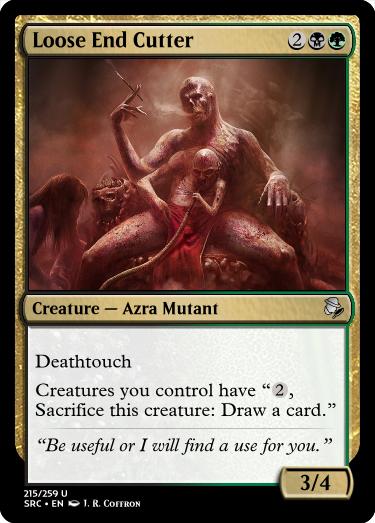 Loose End Cutter 2
Creature — Azra Mutant
Deathtouch
Creatures you control have “2,
Sacrifice this creature: Draw a card.”
“Be useful or I will find a use for you.”
3/4
215/259 U
SRC • EN J. R. Coffron